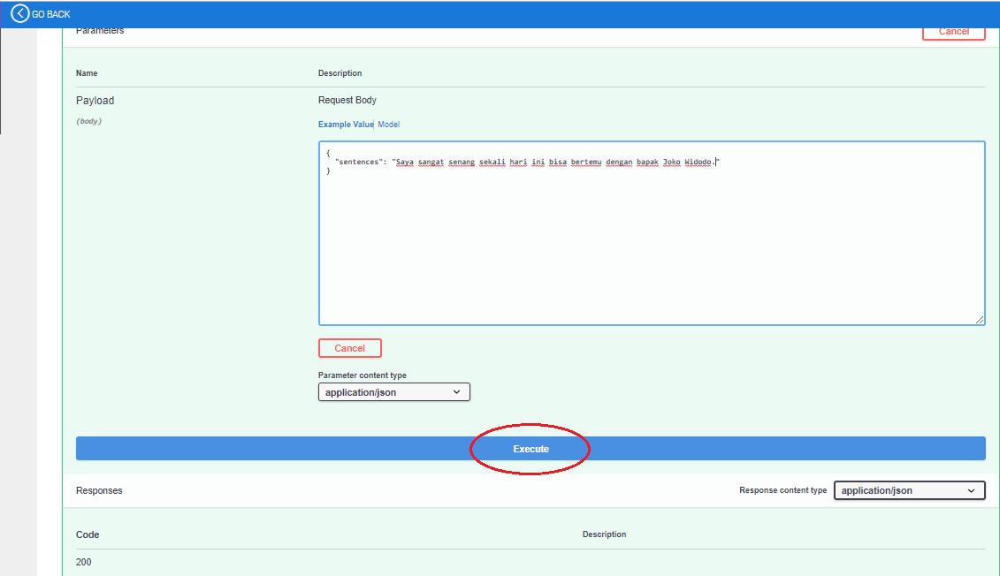 GO BACK
Parameters
Cancel
Name Description
Payload Request Body
(body)
Example Value Model
{
"sentences": "Saya sangat senang sekali hari ini bisa bertemu dengan bapak Joko Widodo."
}
Cancel
Parameter content type
application/json
Execute
Responses Response content type application/json
Code Description
200